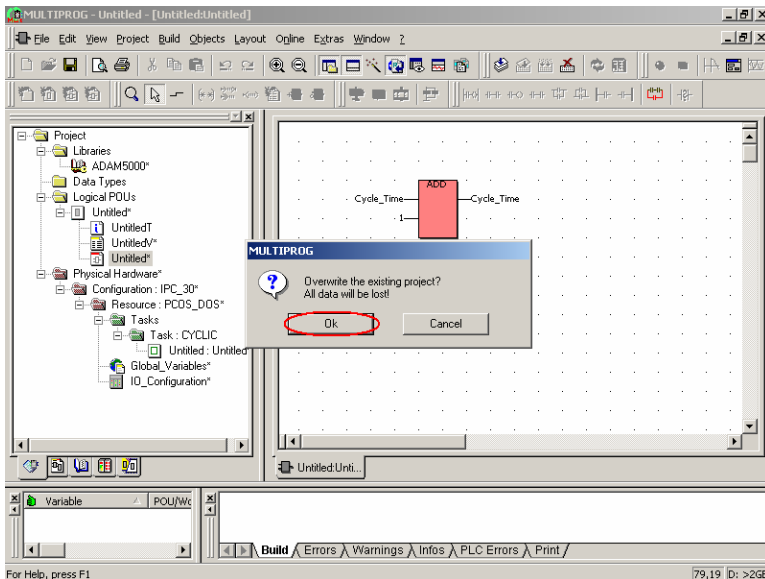 MULTIPROG - Untitled - [Untitled:Untitled]
File Edit View Project Build Objects Layout Online Extras Window ?
Project
Libraries
ADAM5000*
Data Types
Logical POUs
Untitled*
UntitledT
UntitledV*
Untitled*
Physical Hardware*
Configuration : IPC_30*
Resource : PCOS_DOS*
Tasks
Task : CYCLIC
Untitled : Untitled
Global_Variables*
IO_Configuration*
ADD
Cycle_Time
Cycle_Time
1
MULTIPROG
Overwrite the existing project?
All data will be lost!
Ok
Cancel
Untitled:Unti...
Variable
POU/Wo
Build Errors Warnings Infos PLC Errors Print
For Help, press F1
79,19 D: >2GB